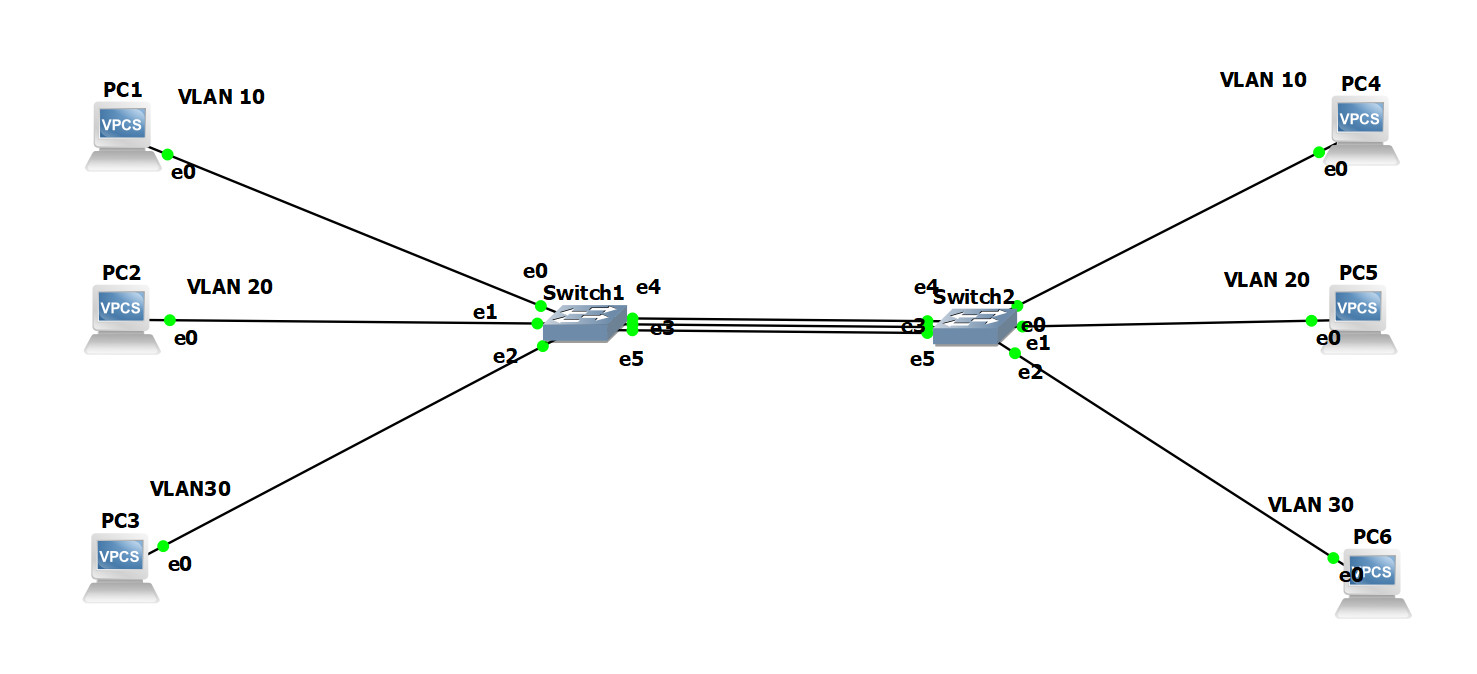 PC1
VLAN 10
VPCS
e0
VLAN 10
PC4
VPCS
e0
PC2
VLAN 20
VPCS
e0
e0
Switch1
e4
e1
e3
e2
e5
e4
Switch2
e3
e0
e1
e5
e2
VLAN 20
PC5
VPCS
e0
VLAN30
PC3
VPCS
e0
VLAN 30
PC6
VPCS
e0